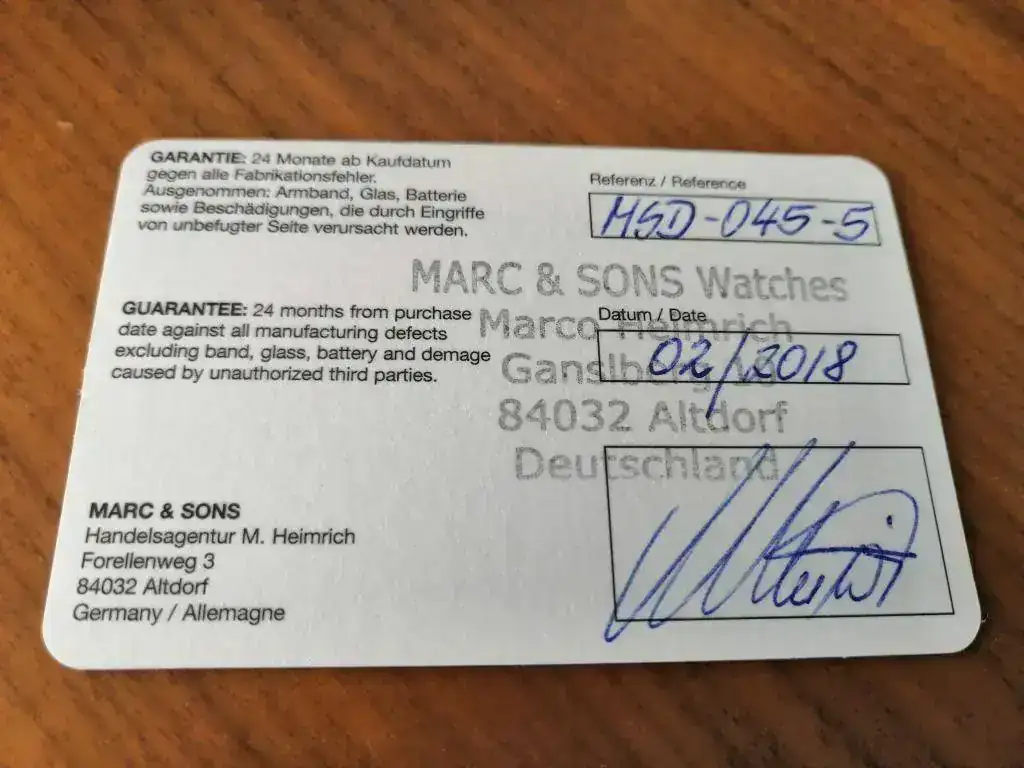 GARANTIE: 24 Monate ab Kaufdatum
gegen alle Fabrikationsfehler.
Ausgenommen: Armband, Glas, Batterie
sowie Beschädigungen, die durch Eingriffe
von unbefugter Seite verursacht werden.
Referenz / Reference
MSD-045-5
GUARANTEE: 24 months from purchase
date against all manufacturing defects
excluding band, glass, battery and demage
caused by unauthorized third parties.
MARC & SONS Watches
Marco Heimrich
84032 Altdorf
Deutschland
Datum / Date
02/2018
MARC & SONS
Handelsagentur M. Heimrich
Forellenweg 3
84032 Altdorf
Germany / Allemagne